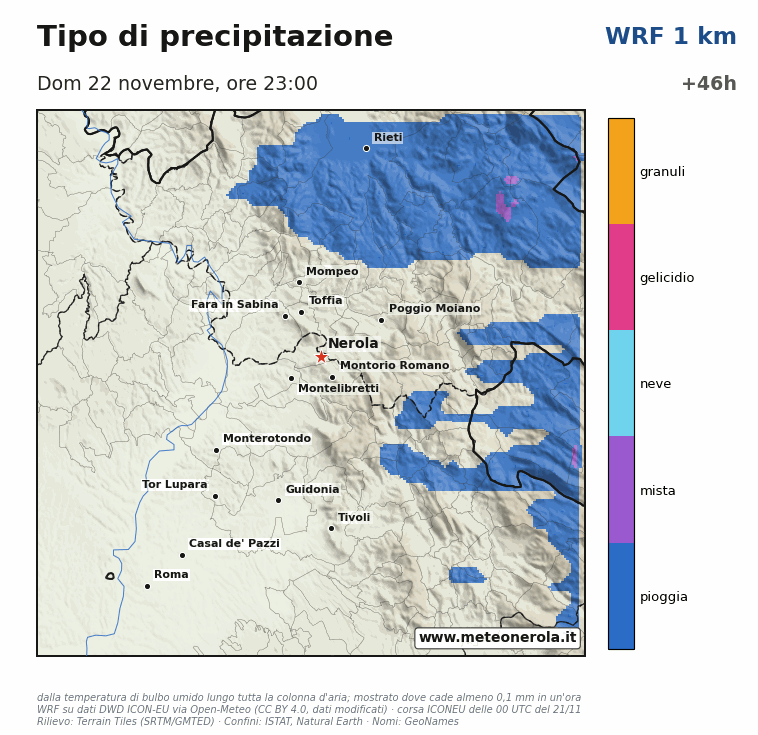 Tipo di precipitazione
WRF 1 km
Dom 22 novembre, ore 23:00
+46h
Rieti
Mompeo
Fara in Sabina
Toffia
Poggio Moiano
Nerola
Montorio Romano
Montelibretti
Monterotondo
Tor Lupara
Guidonia
Tivoli
Casal de' Pazzi
Roma
www.meteonerola.it
granuli
gelicidio
neve
mista
pioggia
dalla temperatura di bulbo umido lungo tutta la colonna d'aria; mostrato dove cade almeno 0,1 mm in un'ora
WRF su dati DWD ICON-EU via Open-Meteo (CC BY 4.0, dati modificati) · corsa ICONEU delle 00 UTC del 21/11
Rilievo: Terrain Tiles (SRTM/GMTED) · Confini: ISTAT, Natural Earth · Nomi: GeoNames